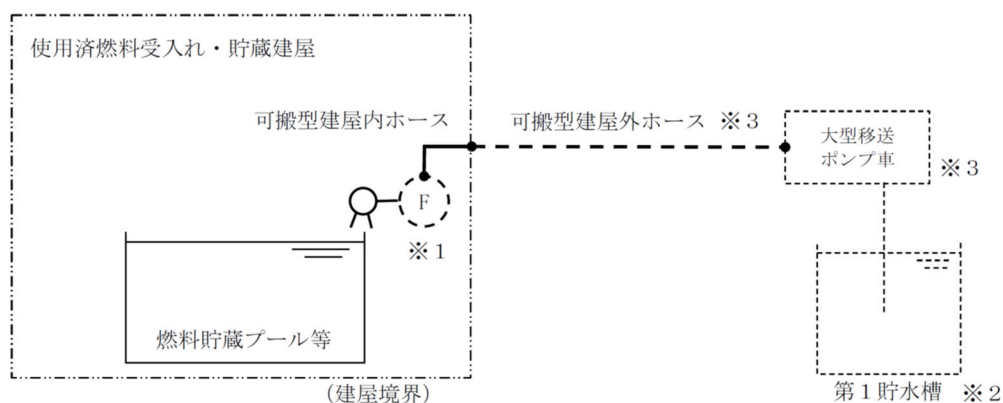 使用済燃料受入れ・貯蔵建屋
可搬型建屋内ホース
可搬型建屋外ホース ※3
大型移送
ポンプ車
※3
F
※1
燃料貯蔵プール等
(建屋境界)
第1貯水槽 ※2